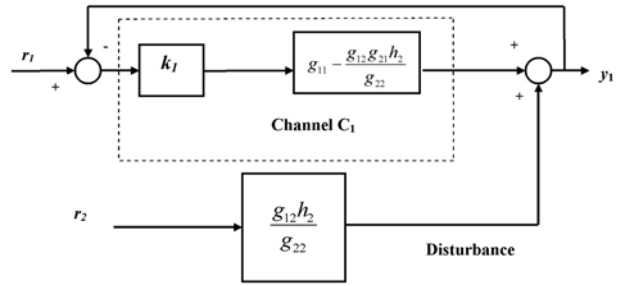 r₁
+
-
k₁
g₁₁ − g₁₂g₂₁h₂ / g₂₂
+
+
y₁
Channel C₁
r₂
g₁₂h₂ / g₂₂
Disturbance